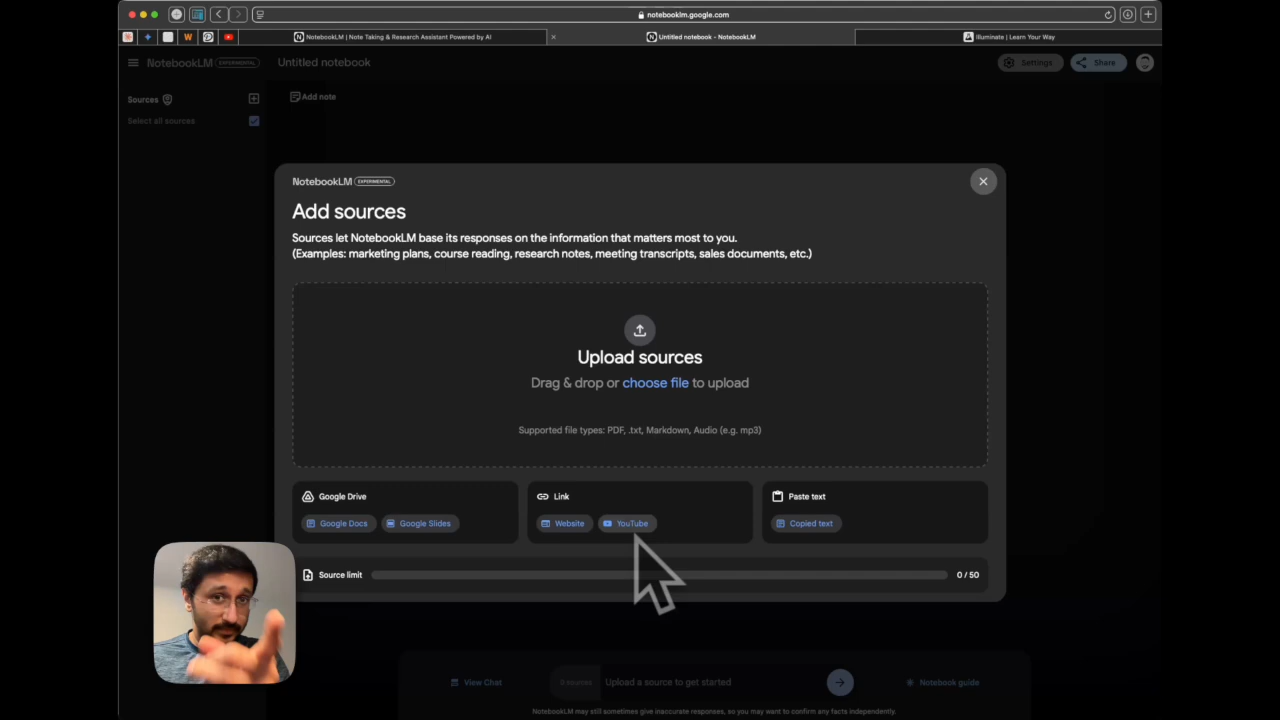 notebooklm.google.com
NotebookLM | Note Taking & Research Assistant Powered by AI
Untitled notebook - NotebookLM
Illuminate | Learn Your Way
NotebookLM EXPERIMENTAL
Untitled notebook
Settings
Share
Sources
Add note
Select all sources
NotebookLM EXPERIMENTAL
Add sources
Sources let NotebookLM base its responses on the information that matters most to you.
(Examples: marketing plans, course reading, research notes, meeting transcripts, sales documents, etc.)
Upload sources
Drag & drop or choose file to upload
Supported file types: PDF, .txt, Markdown, Audio (e.g. mp3)
Google Drive
Google Docs
Google Slides
Link
Website
YouTube
Paste text
Copied text
Source limit
0 / 50
View Chat
0 sources
Upload a source to get started
Notebook guide
NotebookLM may still sometimes give inaccurate responses, so you may want to confirm any facts independently.